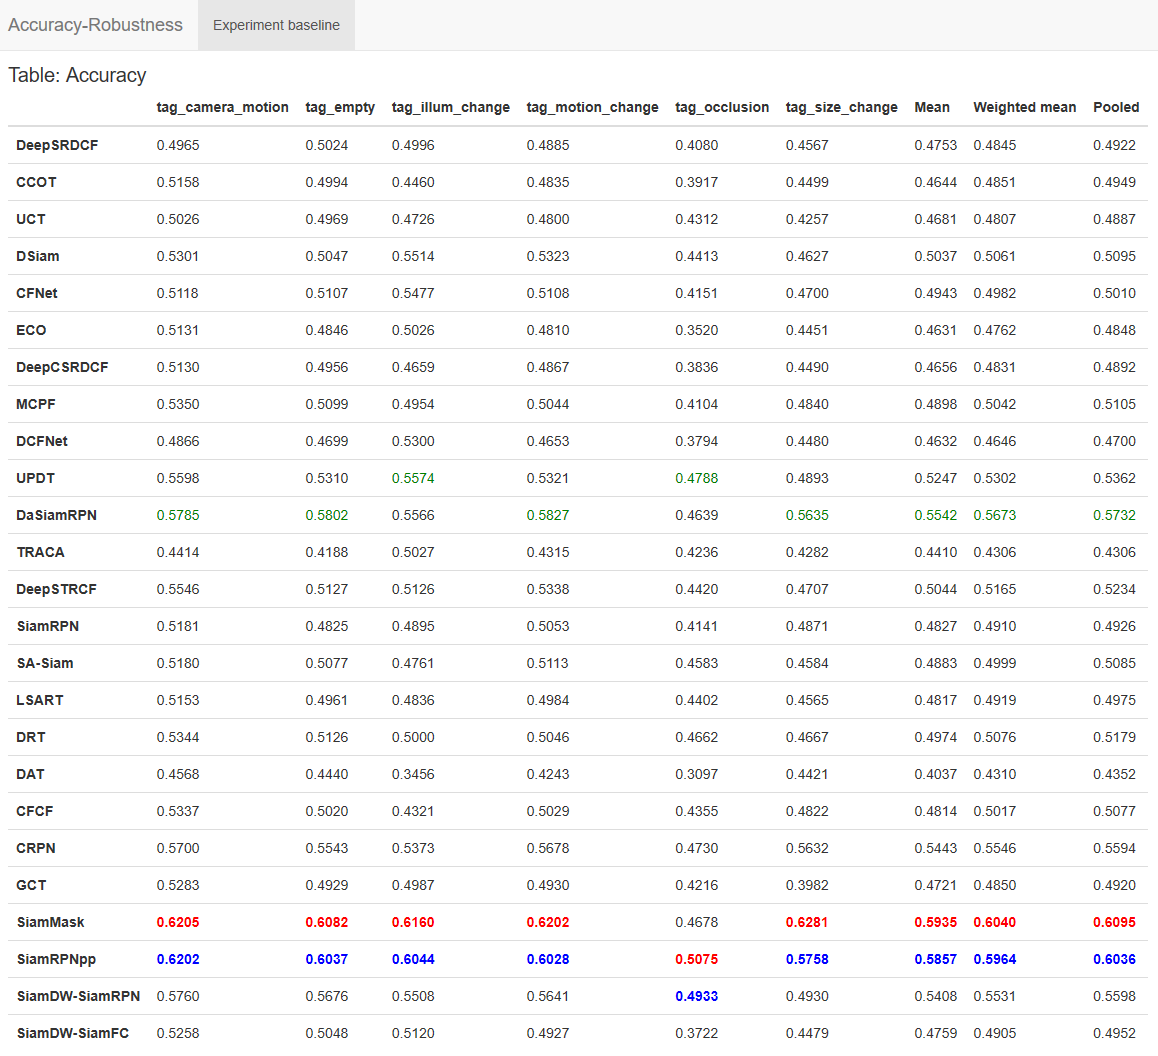 Accuracy-Robustness Experiment baseline
Table: Accuracy
tag_camera_motion tag_empty tag_illum_change tag_motion_change tag_occlusion tag_size_change Mean Weighted mean Pooled
DeepSRDCF 0.4965 0.5024 0.4996 0.4885 0.4080 0.4567 0.4753 0.4845 0.4922
CCOT 0.5158 0.4994 0.4460 0.4835 0.3917 0.4499 0.4644 0.4851 0.4949
UCT 0.5026 0.4969 0.4726 0.4800 0.4312 0.4257 0.4681 0.4807 0.4887
DSiam 0.5301 0.5047 0.5514 0.5323 0.4413 0.4627 0.5037 0.5061 0.5095
CFNet 0.5118 0.5107 0.5477 0.5108 0.4151 0.4700 0.4943 0.4982 0.5010
ECO 0.5131 0.4846 0.5026 0.4810 0.3520 0.4451 0.4631 0.4762 0.4848
DeepCSRDCF 0.5130 0.4956 0.4659 0.4867 0.3836 0.4490 0.4656 0.4831 0.4892
MCPF 0.5350 0.5099 0.4954 0.5044 0.4104 0.4840 0.4898 0.5042 0.5105
DCFNet 0.4866 0.4699 0.5300 0.4653 0.3794 0.4480 0.4632 0.4646 0.4700
UPDT 0.5598 0.5310 0.5574 0.5321 0.4788 0.4893 0.5247 0.5302 0.5362
DaSiamRPN 0.5785 0.5802 0.5566 0.5827 0.4639 0.5635 0.5542 0.5673 0.5732
TRACA 0.4414 0.4188 0.5027 0.4315 0.4236 0.4282 0.4410 0.4306 0.4306
DeepSTRCF 0.5546 0.5127 0.5126 0.5338 0.4420 0.4707 0.5044 0.5165 0.5234
SiamRPN 0.5181 0.4825 0.4895 0.5053 0.4141 0.4871 0.4827 0.4910 0.4926
SA-Siam 0.5180 0.5077 0.4761 0.5113 0.4583 0.4584 0.4883 0.4999 0.5085
LSART 0.5153 0.4961 0.4836 0.4984 0.4402 0.4565 0.4817 0.4919 0.4975
DRT 0.5344 0.5126 0.5000 0.5046 0.4662 0.4667 0.4974 0.5076 0.5179
DAT 0.4568 0.4440 0.3456 0.4243 0.3097 0.4421 0.4037 0.4310 0.4352
CFCF 0.5337 0.5020 0.4321 0.5029 0.4355 0.4822 0.4814 0.5017 0.5077
CRPN 0.5700 0.5543 0.5373 0.5678 0.4730 0.5632 0.5443 0.5546 0.5594
GCT 0.5283 0.4929 0.4987 0.4930 0.4216 0.3982 0.4721 0.4850 0.4920
SiamMask 0.6205 0.6082 0.6160 0.6202 0.4678 0.6281 0.5935 0.6040 0.6095
SiamRPNpp 0.6202 0.6037 0.6044 0.6028 0.5075 0.5758 0.5857 0.5964 0.6036
SiamDW-SiamRPN 0.5760 0.5676 0.5508 0.5641 0.4933 0.4930 0.5408 0.5531 0.5598
SiamDW-SiamFC 0.5258 0.5048 0.5120 0.4927 0.3722 0.4479 0.4759 0.4905 0.4952